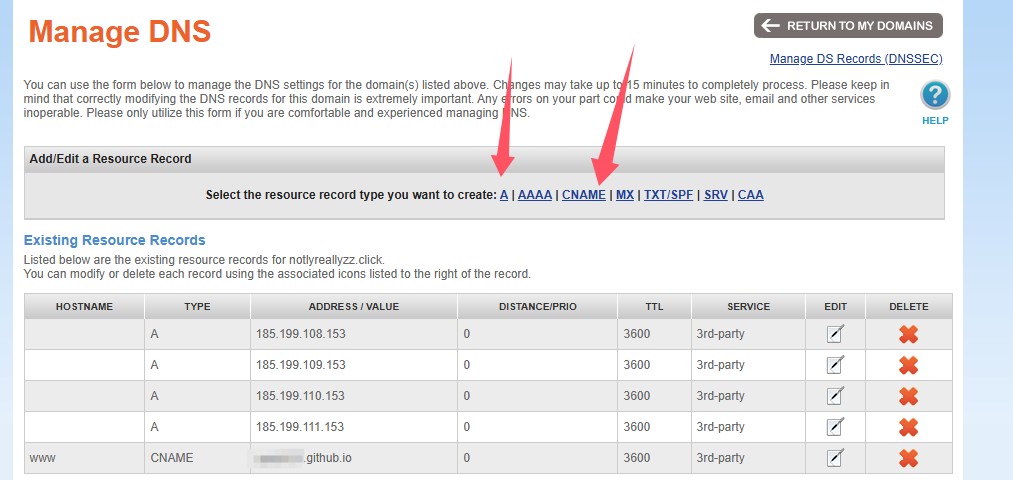 Manage DNS
RETURN TO MY DOMAINS
Manage DS Records (DNSSEC)
You can use the form below to manage the DNS settings for the domain(s) listed above. Changes may take up to 15 minutes to completely process. Please keep in
mind that correctly modifying the DNS records for this domain is extremely important. Any errors on your part could make your web site, email and other services
inoperable. Please only utilize this form if you are comfortable and experienced managing DNS.
?
HELP
Add/Edit a Resource Record
Select the resource record type you want to create: A | AAAA | CNAME | MX | TXT/SPF | SRV | CAA
Existing Resource Records
Listed below are the existing resource records for notlyreallyzz.click.
You can modify or delete each record using the associated icons listed to the right of the record.
HOSTNAME TYPE ADDRESS / VALUE DISTANCE/PRIO TTL SERVICE EDIT DELETE
A 185.199.108.153 0 3600 3rd-party
A 185.199.109.153 0 3600 3rd-party
A 185.199.110.153 0 3600 3rd-party
A 185.199.111.153 0 3600 3rd-party
www CNAME .github.io 0 3600 3rd-party